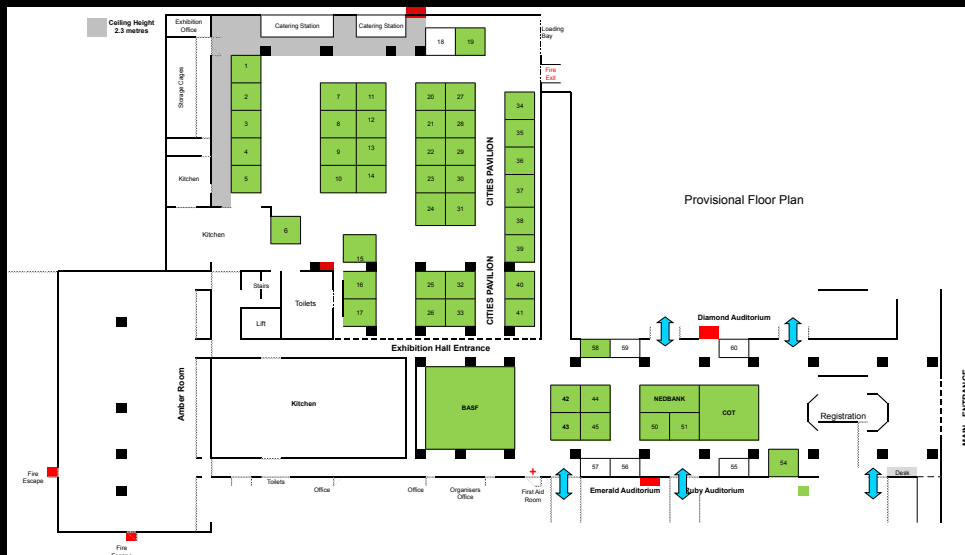 Ceiling Height
2.3 metres
Exhibition
Office
Catering Station
Catering Station
Loading
Bay
18
19
Fire
Exit
Storage Cages
1
2
3
4
5
7
11
8
12
9
13
10
14
20
27
21
28
22
29
23
30
24
31
CITIES PAVILION
34
35
36
37
38
39
Kitchen
Kitchen
6
Provisional Floor Plan
15
16
17
25
32
26
33
CITIES PAVILION
40
41
Stairs
Toilets
Lift
Exhibition Hall Entrance
Diamond Auditorium
58
59
60
Amber Room
Kitchen
BASF
42
44
43
45
NEDBANK
50
51
COT
Registration
MAIN ENTRANCE
57
56
55
54
Desk
Fire
Escape
Toilets
Office
Office
Organisers
Office
First Aid
Room
Emerald Auditorium
Ruby Auditorium
Fire
Escape